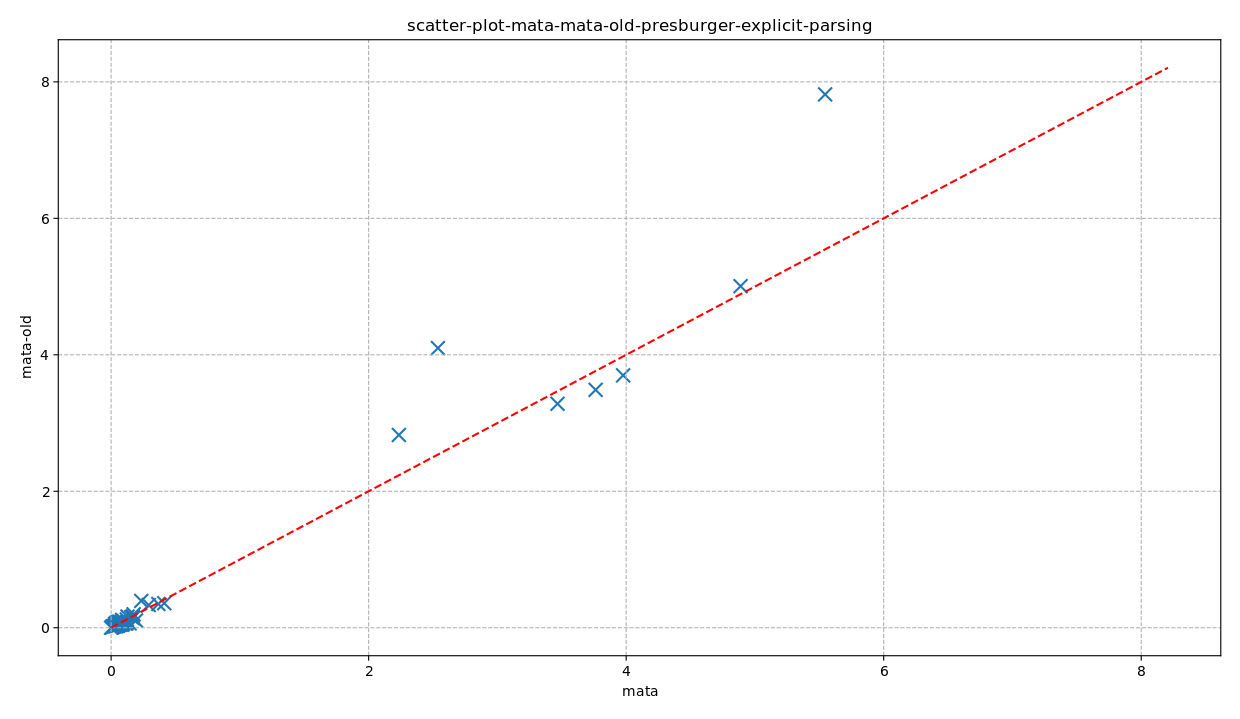 scatter-plot-mata-mata-old-presburger-explicit-parsing
8
6
4
2
0
mata-old
0 2 4 6 8
mata